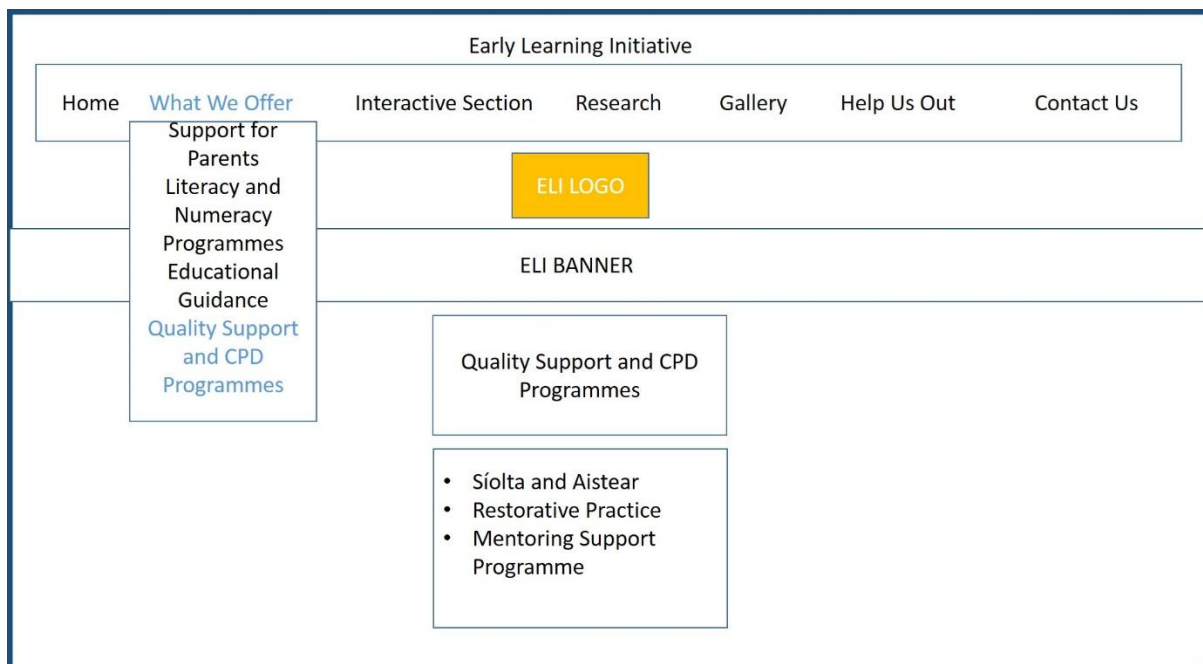 Early Learning Initiative
Home What We Offer Interactive Section Research Gallery Help Us Out Contact Us
Support for
Parents
Literacy and
Numeracy
Programmes
Educational
Guidance
Quality Support
and CPD
Programmes
ELI LOGO
ELI BANNER
Quality Support and CPD
Programmes
• Síolta and Aistear
• Restorative Practice
• Mentoring Support
Programme